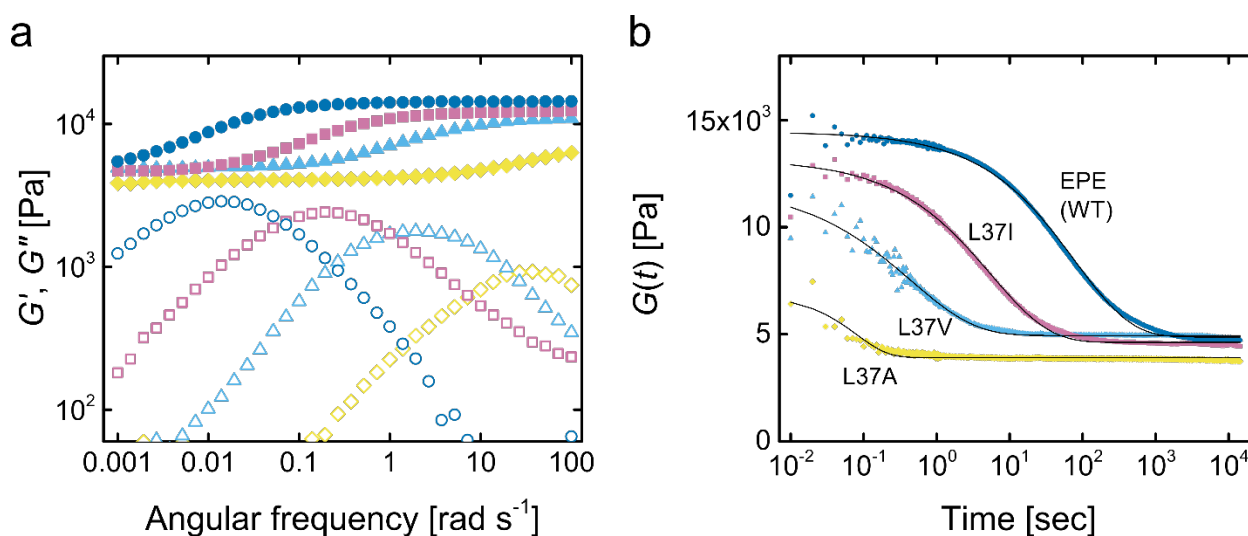 a
G', G" [Pa]
10⁴
10³
10²
0.001 0.01 0.1 1 10 100
Angular frequency [rad s⁻¹]
b
G(t) [Pa]
15x10³
10
5
0
EPE
(WT)
L37I
L37V
L37A
10⁻² 10⁻¹ 10⁰ 10¹ 10² 10³ 10⁴
Time [sec]